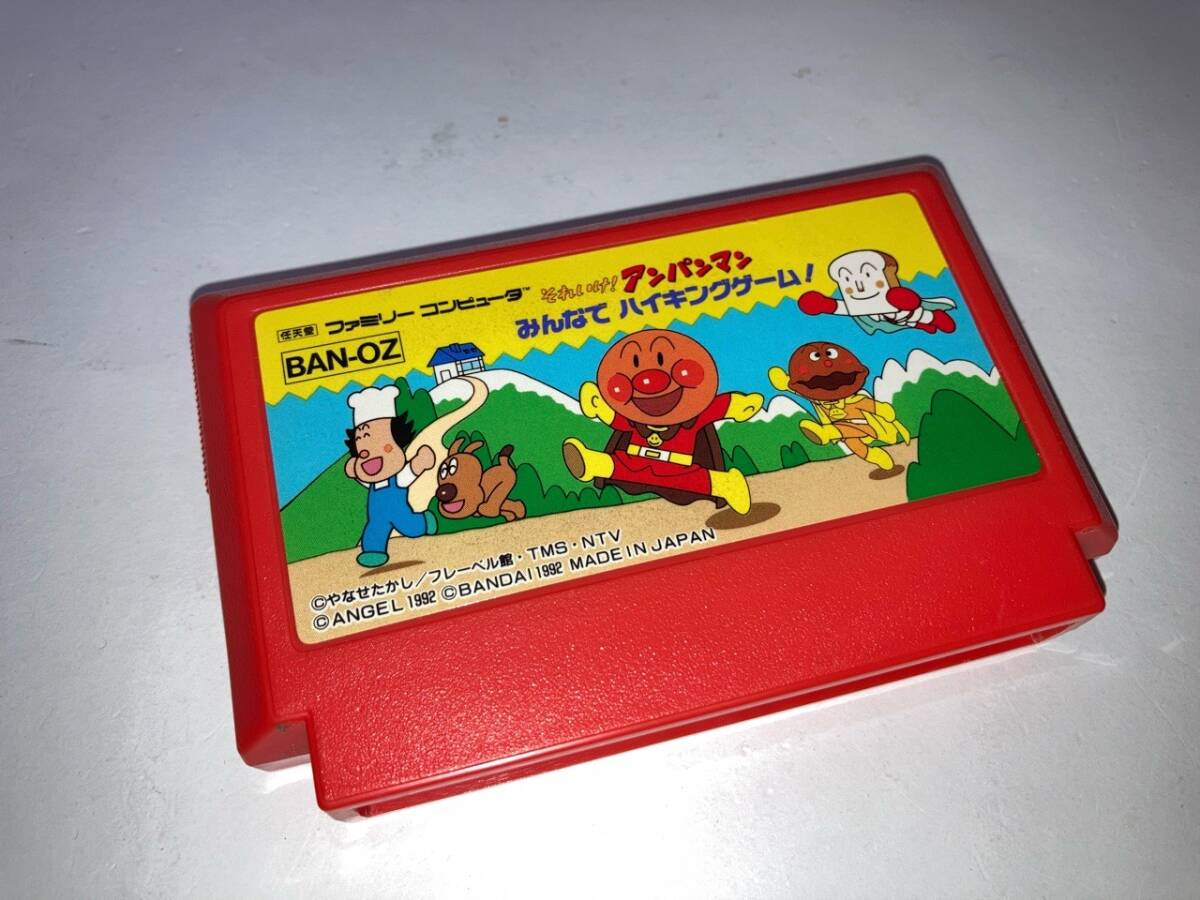 任天堂 ファミリー コンピュータ™
BAN-OZ
それいけ! アンパンマン
みんなで ハイキングゲーム!
©やなせたかし/フレーベル館・TMS・NTV
©ANGEL 1992 ©BANDAI 1992 MADE IN JAPAN